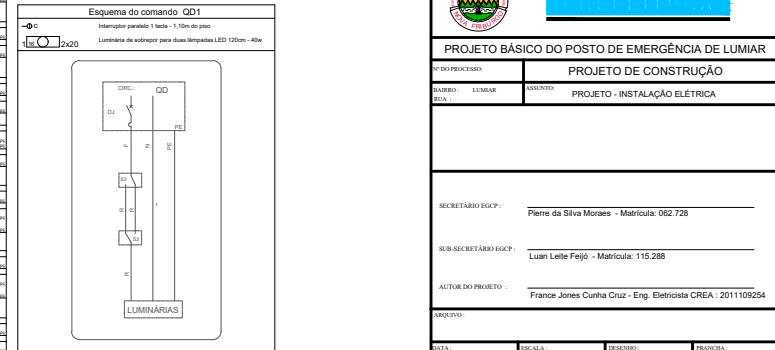 Esquema do comando QD1
C
Interruptor paralelo 1 tecla - 1,10m do piso
1 16 2x20
Luminária de sobrepor para duas lâmpadas LED 120cm - 40w
CIRC: QD
DJ
PE
F N PE
S3
R R
S3
R
LUMINÁRIAS
NOVA FRIBURGO
PROJETO BÁSICO DO POSTO DE EMERGÊNCIA DE LUMIAR
Nº DO PROCESSO:
PROJETO DE CONSTRUÇÃO
BAIRRO : LUMIAR
RUA :
ASSUNTO:
PROJETO - INSTALAÇÃO ELÉTRICA
SECRETÁRIO EGCP :
Pierre da Silva Moraes - Matrícula: 062.728
SUB-SECRETÁRIO EGCP :
Luan Leite Feijó - Matrícula: 115.288
AUTOR DO PROJETO :
France Jones Cunha Cruz - Eng. Eletricista CREA : 2011109254
ARQUIVO :
DATA : ESCALA : DESENHO : PRANCHA :